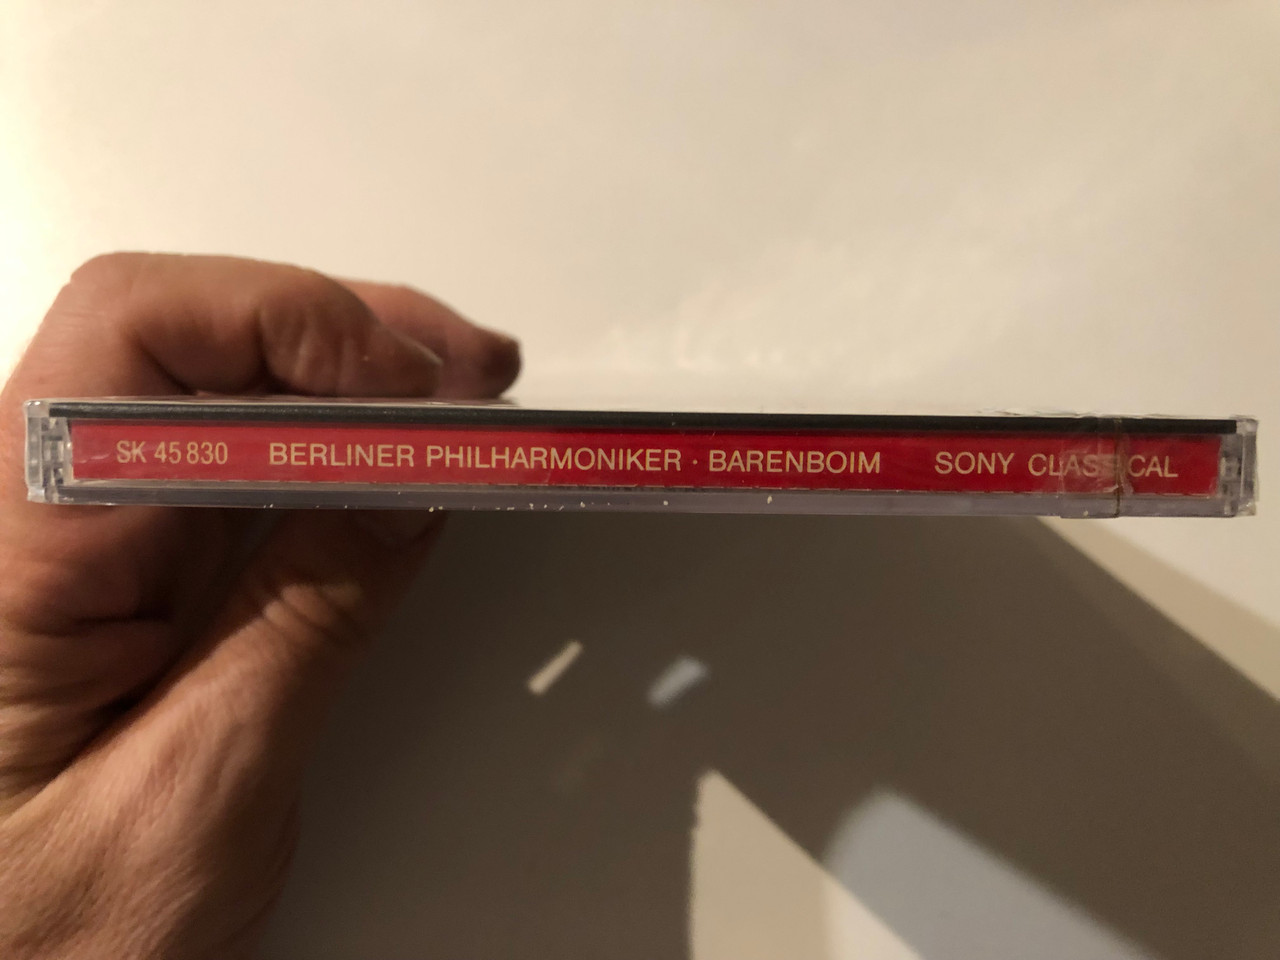 SK 45 830 BERLINER PHILHARMONIKER · BARENBOIM SONY CLASSICAL